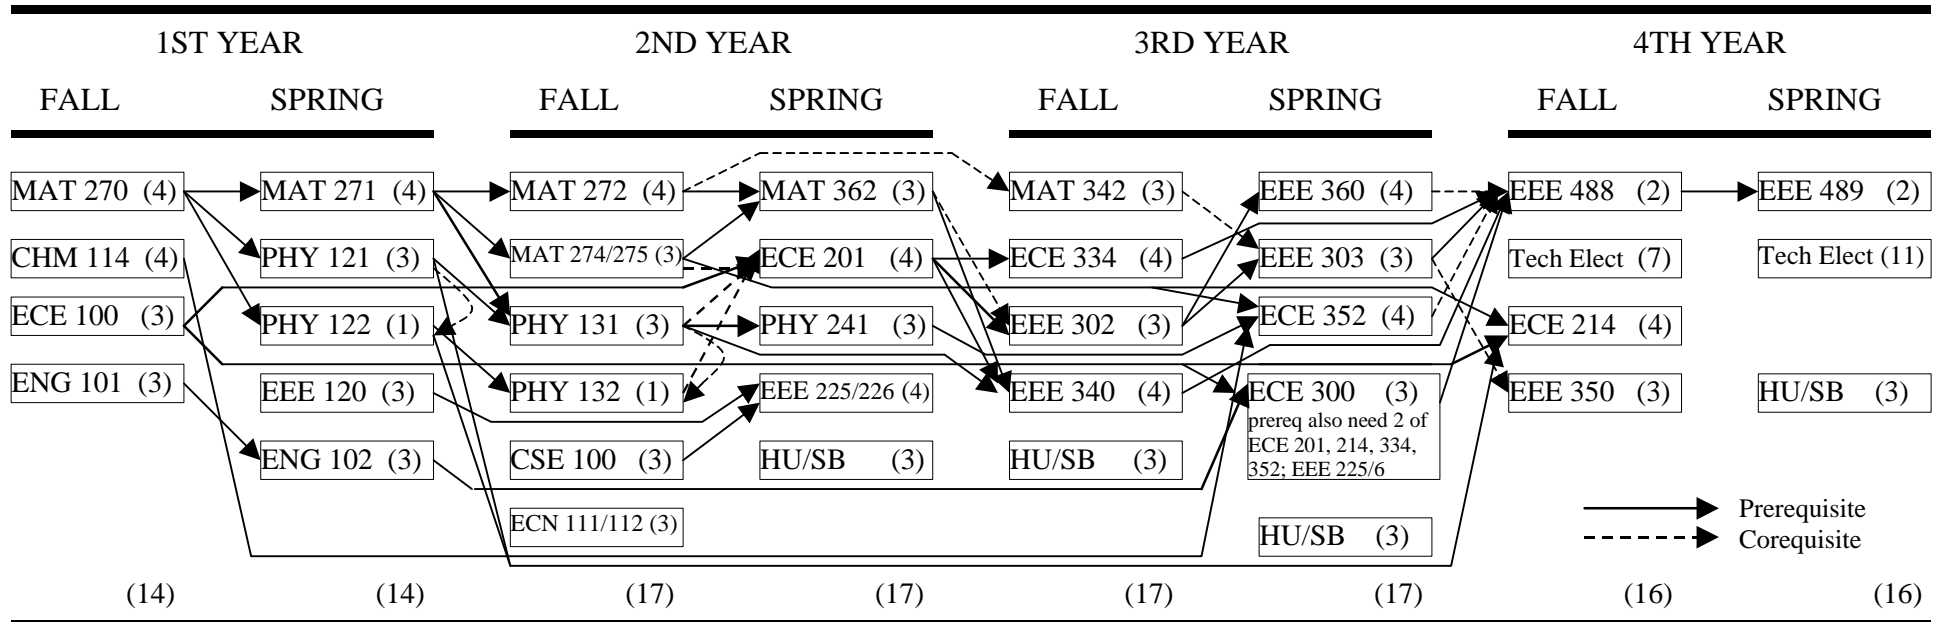 1ST YEAR 2ND YEAR 3RD YEAR 4TH YEAR
FALL SPRING FALL SPRING FALL SPRING FALL SPRING
MAT 270 (4) MAT 271 (4) MAT 272 (4) MAT 362 (3) MAT 342 (3) EEE 360 (4) EEE 488 (2) EEE 489 (2)
CHM 114 (4) PHY 121 (3) MAT 274/275 (3) ECE 201 (4) ECE 334 (4) EEE 303 (3) Tech Elect (7) Tech Elect (11)
ECE 100 (3) PHY 122 (1) PHY 131 (3) PHY 241 (3) EEE 302 (3) ECE 352 (4) ECE 214 (4)
ENG 101 (3) EEE 120 (3) PHY 132 (1) EEE 225/226 (4) EEE 340 (4) ECE 300 (3) EEE 350 (3) HU/SB (3)
prereq also need 2 of
ECE 201, 214, 334,
352; EEE 225/6
ENG 102 (3) CSE 100 (3) HU/SB (3) HU/SB (3)
ECN 111/112 (3) HU/SB (3)
Prerequisite
Corequisite
(14) (14) (17) (17) (17) (17) (16) (16)